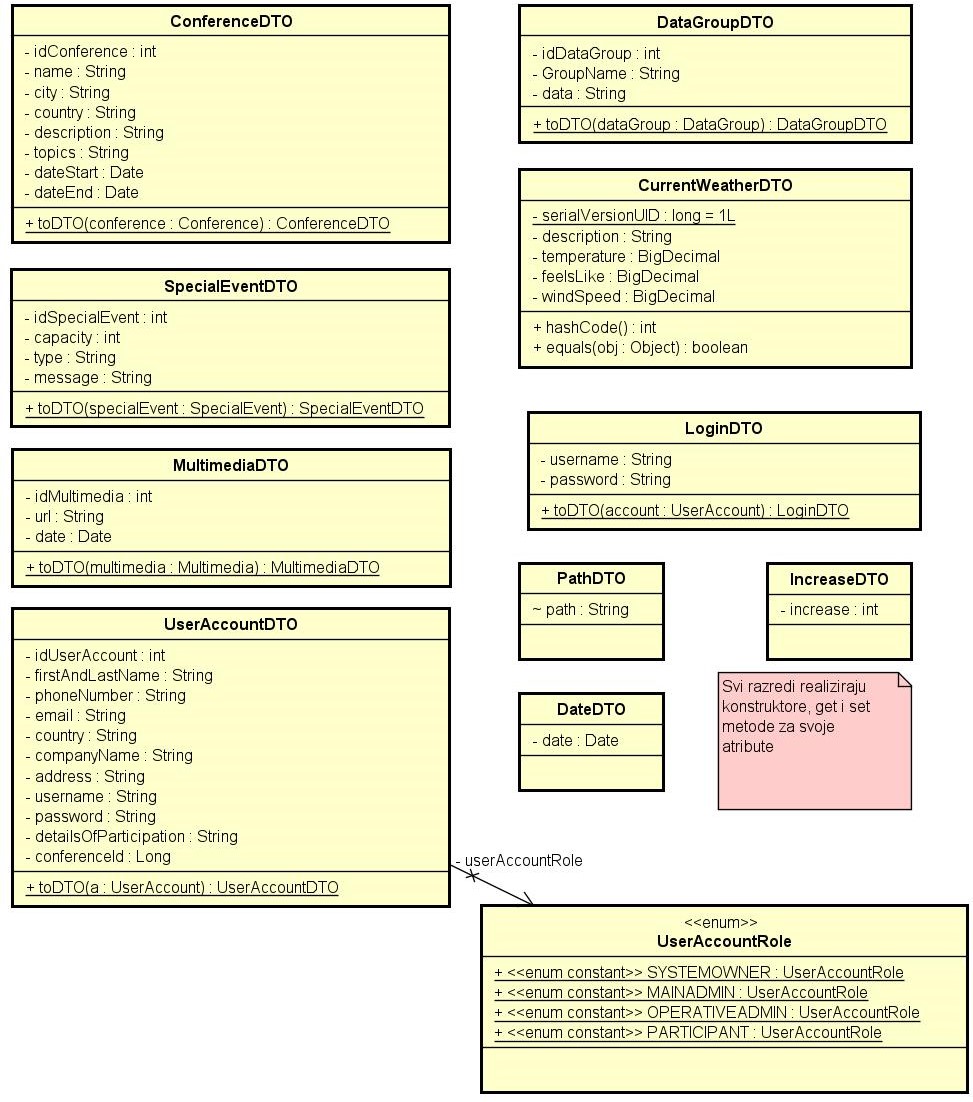 ConferenceDTO
- idConference : int
- name : String
- city : String
- country : String
- description : String
- topics : String
- dateStart : Date
- dateEnd : Date
+ toDTO(conference : Conference) : ConferenceDTO
SpecialEventDTO
- idSpecialEvent : int
- capacity : int
- type : String
- message : String
+ toDTO(specialEvent : SpecialEvent) : SpecialEventDTO
MultimediaDTO
- idMultimedia : int
- url : String
- date : Date
+ toDTO(multimedia : Multimedia) : MultimediaDTO
UserAccountDTO
- idUserAccount : int
- firstAndLastName : String
- phoneNumber : String
- email : String
- country : String
- companyName : String
- address : String
- username : String
- password : String
- detailsOfParticipation : String
- conferenceId : Long
+ toDTO(a : UserAccount) : UserAccountDTO
DataGroupDTO
- idDataGroup : int
- GroupName : String
- data : String
+ toDTO(dataGroup : DataGroup) : DataGroupDTO
CurrentWeatherDTO
- serialVersionUID : long = 1L
- description : String
- temperature : BigDecimal
- feelsLike : BigDecimal
- windSpeed : BigDecimal
+ hashCode() : int
+ equals(obj : Object) : boolean
LoginDTO
- username : String
- password : String
+ toDTO(account : UserAccount) : LoginDTO
PathDTO
~ path : String
IncreaseDTO
- increase : int
DateDTO
- date : Date
Svi razredi realiziraju
konstruktore, get i set
metode za svoje
atribute
- userAccountRole
<<enum>>
UserAccountRole
+ <<enum constant>> SYSTEMOWNER : UserAccountRole
+ <<enum constant>> MAINADMIN : UserAccountRole
+ <<enum constant>> OPERATIVEADMIN : UserAccountRole
+ <<enum constant>> PARTICIPANT : UserAccountRole